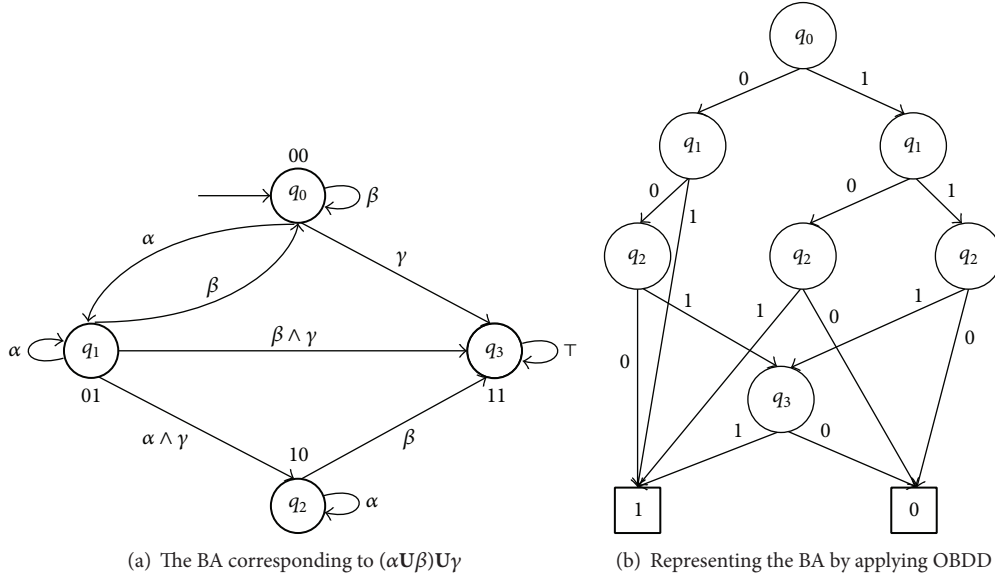 00
q₀
β
α
γ
β
α
q₁
β ∧ γ
q₃
⊤
01
11
α ∧ γ
10
β
q₂
α
(a) The BA corresponding to (αUβ)Uγ
q₀
0
1
q₁
q₁
0
1
0
1
q₂
q₂
q₂
1
1
0
1
0
0
q₃
1
0
1
0
(b) Representing the BA by applying OBDD